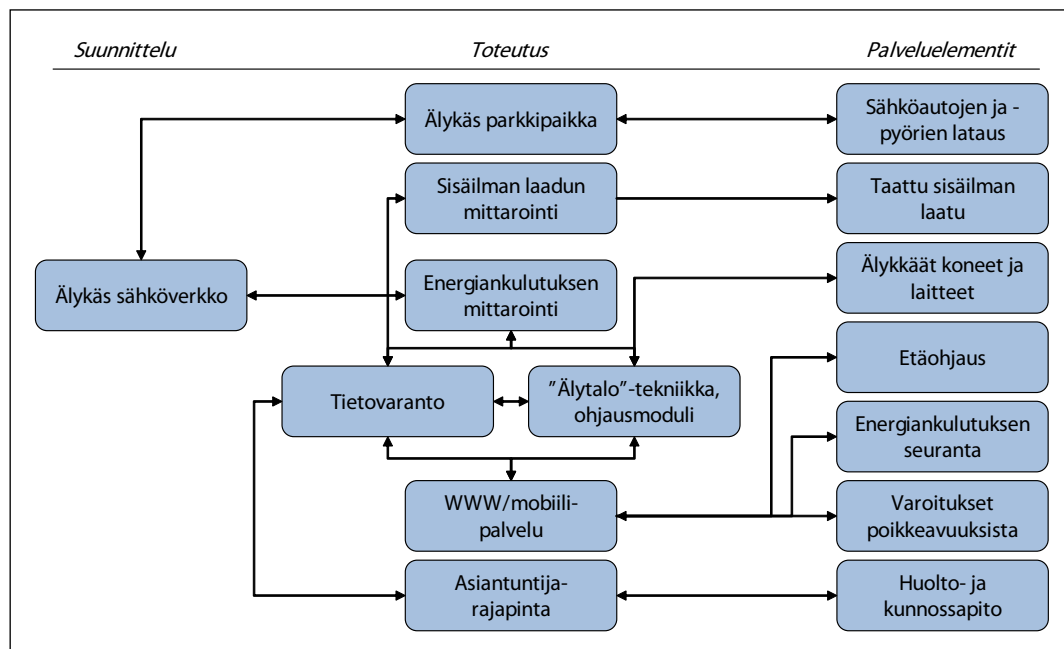 Suunnittelu
Toteutus
Palveluelementit
Älykäs parkkipaikka
Sähköautojen ja -
pyörien lataus
Sisäilman laadun
mittarointi
Taattu sisäilman
laatu
Älykäs sähköverkko
Energiankulutuksen
mittarointi
Älykkäät koneet ja
laitteet
Etäohjaus
Tietovaranto
”Älytalo”-tekniikka,
ohjausmoduli
Energiankulutuksen
seuranta
WWW/mobiili-
palvelu
Varoitukset
poikkeavuuksista
Asiantuntija-
rajapinta
Huolto- ja
kunnossapito